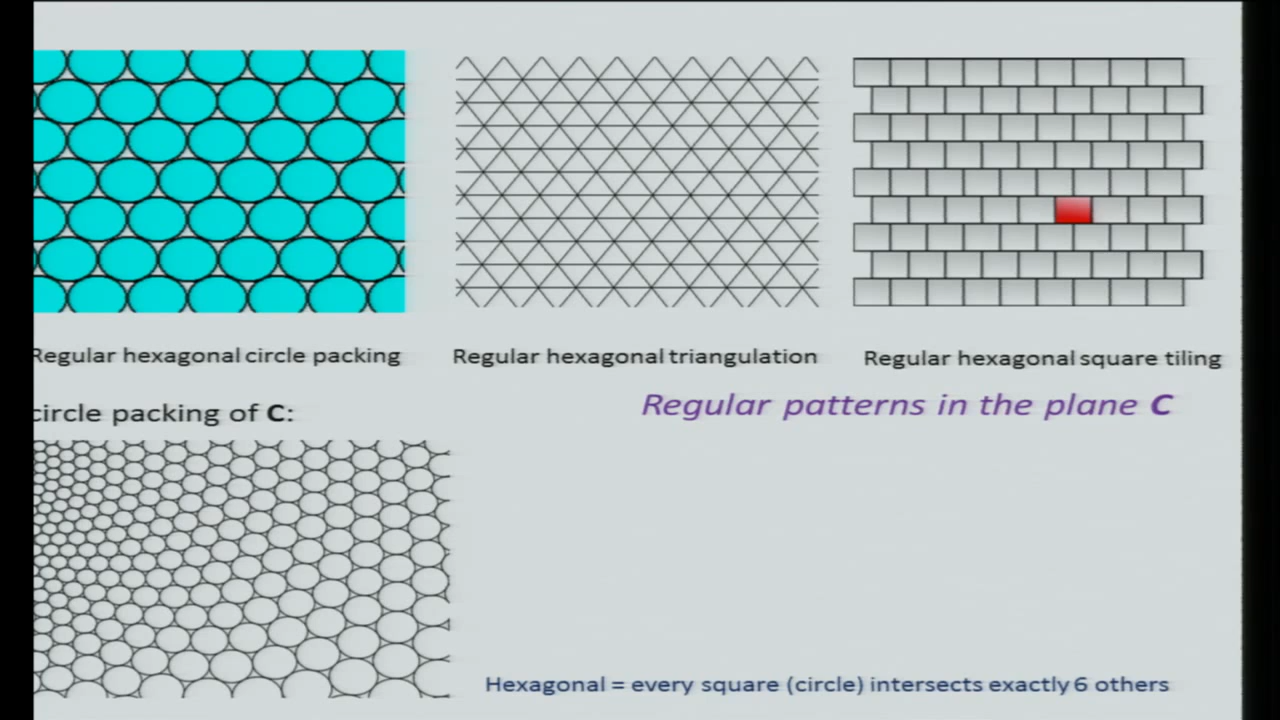 Regular hexagonal circle packing
Regular hexagonal triangulation
Regular hexagonal square tiling
circle packing of C:
Regular patterns in the plane C
Hexagonal = every square (circle) intersects exactly 6 others